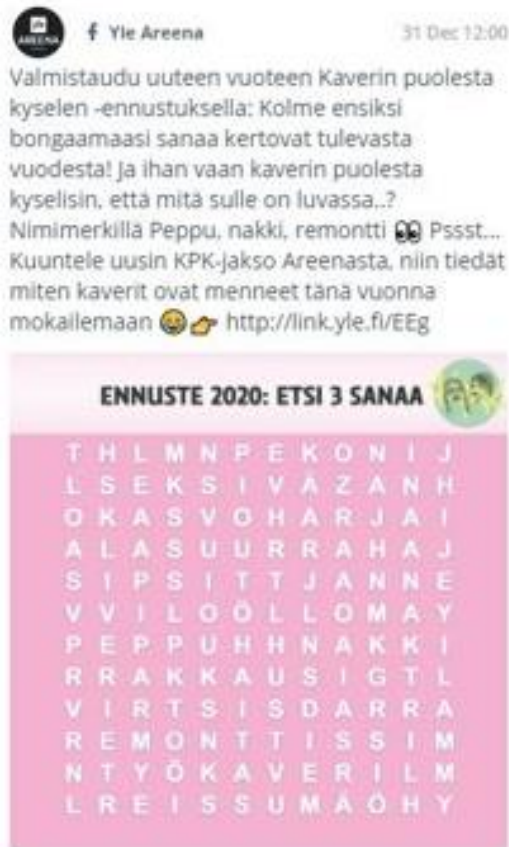 yle
AREENA
f Yle Areena
31 Dec 12:00
Valmistaudu uuteen vuoteen Kaverin puolesta
kyselen -ennustuksella: Kolme ensiksi
bongaamaasi sanaa kertovat tulevasta
vuodesta! Ja ihan vaan kaverin puolesta
kyselisin, että mitä sulle on luvassa..?
Nimimerkillä Peppu, nakki, remontti 👀 Pssst...
Kuuntele uusin KPK-jakso Areenasta, niin tiedät
miten kaverit ovat menneet tänä vuonna
mokailemaan 😂👉 http://link.yle.fi/EEg
ENNUSTE 2020: ETSI 3 SANAA
T H L M N P E K O N I J
L S E K S I V Ä Z A N H
O K A S V O H A R J A I
A L A S U U R R A H A J
S I P S I T T J A N N E
V V I L O Ö L L O M A Y
P E P P U H H N A K K I
R R A K K A U S I G T L
V I R T S I S D A R R A
R E M O N T T I S S I M
N T Y Ö K A V E R I L M
L R E I S S U M Ä Ö H Y